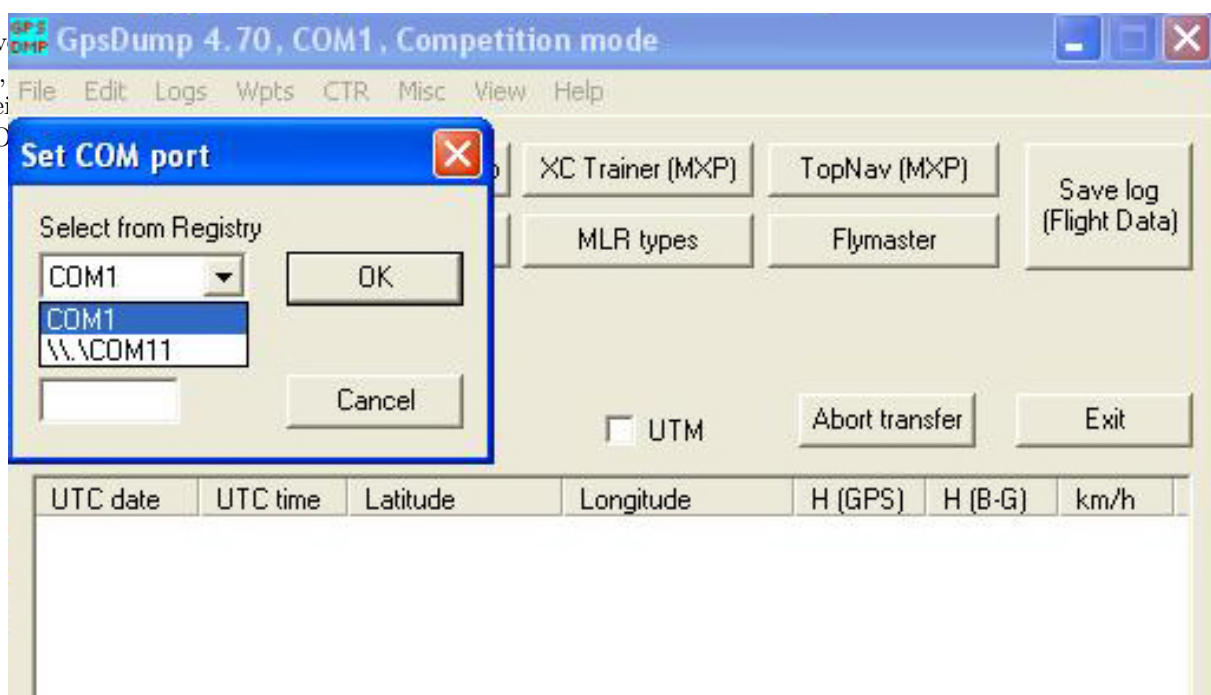 GPS
DMP
GpsDump 4.70, COM1, Competition mode
File Edit Logs Wpts CTR Misc View Help
Set COM port
XC Trainer (MXP) TopNav (MXP)
Save log
(Flight Data)
Select from Registry
MLR types Flymaster
COM1
OK
COM1
\\.\COM11
Cancel
UTM
Abort transfer
Exit
UTC date UTC time Latitude Longitude H (GPS) H (B-G) km/h